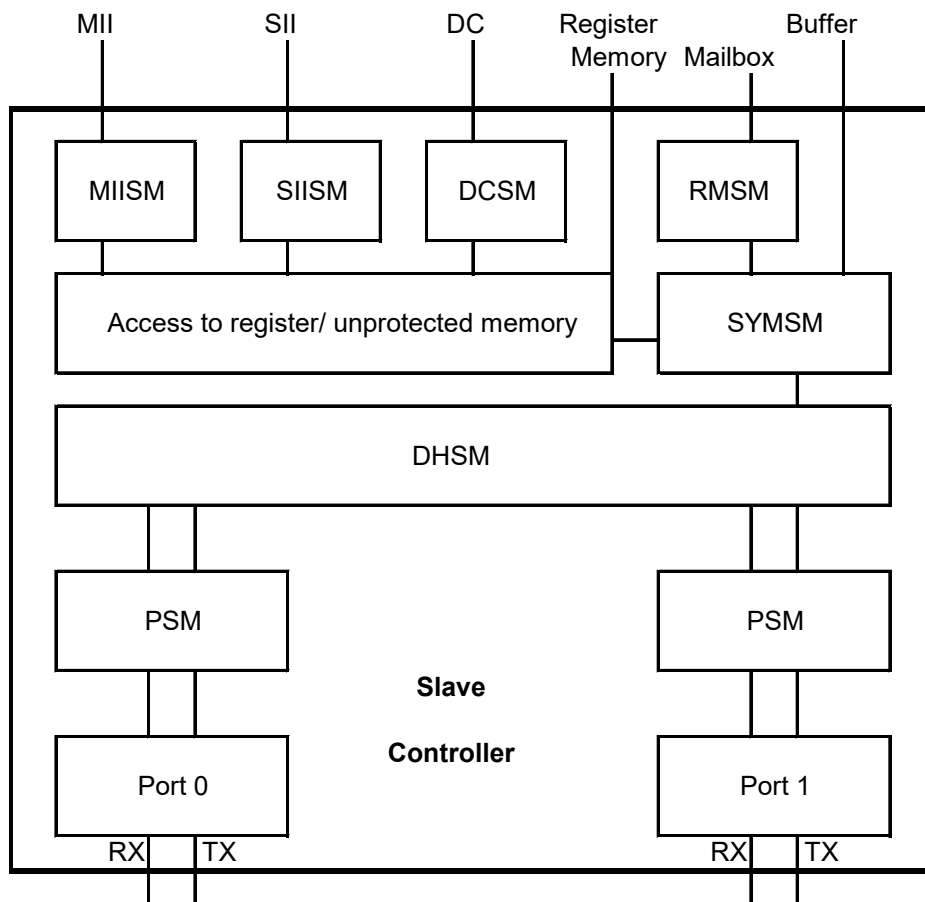 MII SII DC Register Buffer
Memory Mailbox
MIISM SIISM DCSM RMSM
Access to register/ unprotected memory SYMSM
DHSM
PSM PSM
Slave
Controller
Port 0 Port 1
RX TX RX TX